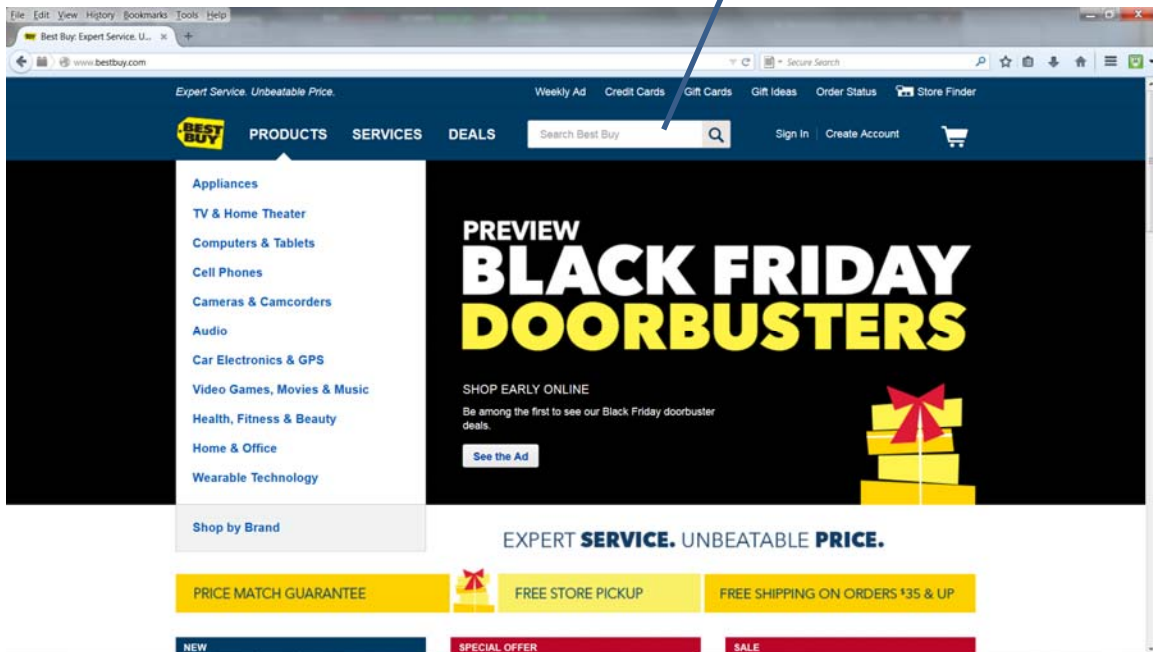 File Edit View History Bookmarks Tools Help
Best Buy: Expert Service. U... × +
www.bestbuy.com Secure Search
Expert Service. Unbeatable Price. Weekly Ad Credit Cards Gift Cards Gift Ideas Order Status Store Finder
BEST BUY PRODUCTS SERVICES DEALS Search Best Buy Sign In Create Account
Appliances
TV & Home Theater
Computers & Tablets
Cell Phones
Cameras & Camcorders
Audio
Car Electronics & GPS
Video Games, Movies & Music
Health, Fitness & Beauty
Home & Office
Wearable Technology
Shop by Brand
PREVIEW
BLACK FRIDAY
DOORBUSTERS
SHOP EARLY ONLINE
Be among the first to see our Black Friday doorbuster
deals.
See the Ad
EXPERT SERVICE. UNBEATABLE PRICE.
PRICE MATCH GUARANTEE FREE STORE PICKUP FREE SHIPPING ON ORDERS $35 & UP
NEW SPECIAL OFFER SALE